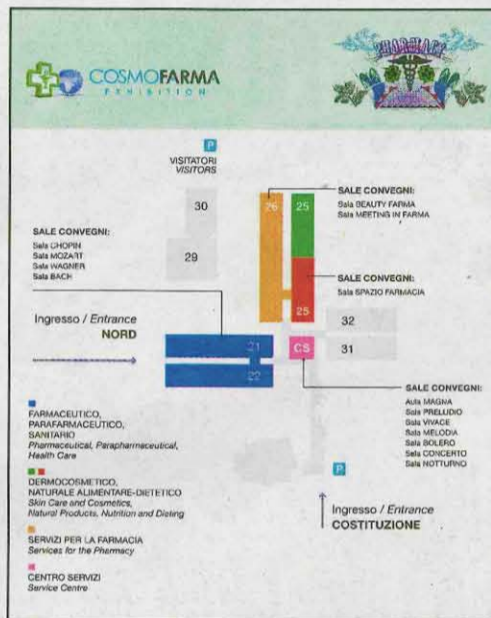 COSMOFARMA
EXHIBITION
PHARMACY
P
VISITATORI
VISITORS
30
29
26
25
SALE CONVEGNI:
Sala BEAUTY FARMA
Sala MEETING IN FARMA
SALE CONVEGNI:
Sala CHOPIN
Sala MOZART
Sala WAGNER
Sala BACH
SALE CONVEGNI:
Sala SPAZIO FARMACIA
25
32
31
Ingresso / Entrance
NORD
21
22
CS
SALE CONVEGNI:
Aula MAGNA
Sala PRELUDIO
Sala VIVACE
Sala MELODIA
Sala BOLERO
Sala CONCERTO
Sala NOTTURNO
FARMACEUTICO,
PARAFARMACEUTICO,
SANITARIO
Pharmaceutical, Parapharmaceutical,
Health Care
DERMOCOSMETICO,
NATURALE ALIMENTARE-DIETETICO
Skin Care and Cosmetics,
Natural Products, Nutrition and Dieting
SERVIZI PER LA FARMACIA
Services for the Pharmacy
CENTRO SERVIZI
Service Centre
P
Ingresso / Entrance
COSTITUZIONE